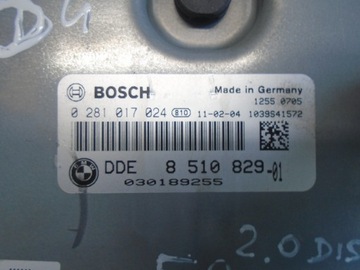 BOSCH
Made in Germany
1255 0705
0 281 017 024 B10 11-02-04 1039S41572
DDE 8 510 829-01
030189255
2.0 DIS